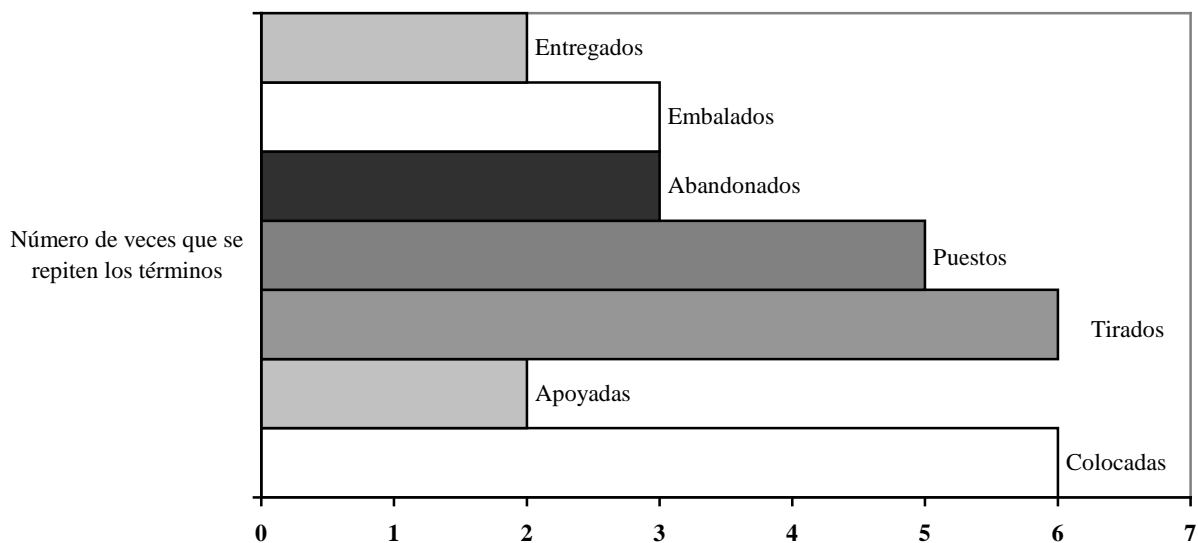 Entregados
Embalados
Abandonados
Número de veces que se
repiten los términos
Puestos
Tirados
Apoyadas
Colocadas
0 1 2 3 4 5 6 7